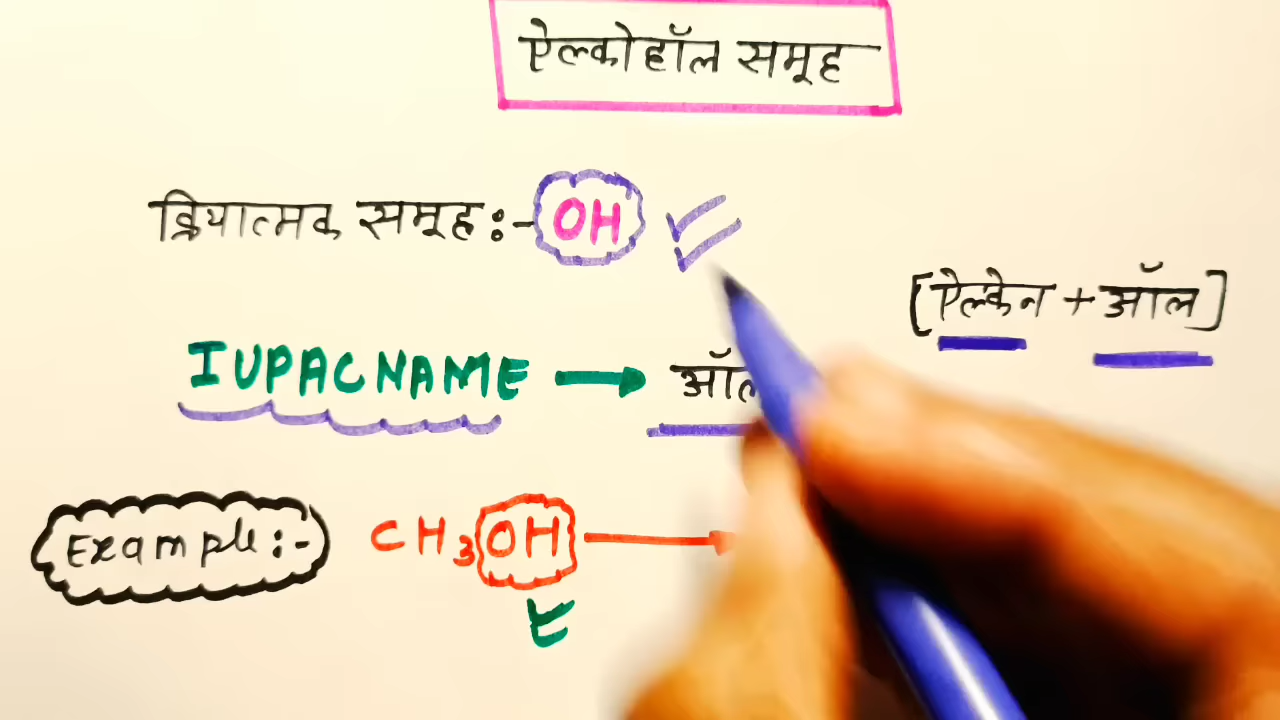 ऐल्कोहॉल समूह
क्रियात्मक समूह:- OH
[ऐल्केन + ऑल]
IUPAC NAME → ऑल
Example:- CH3OH →